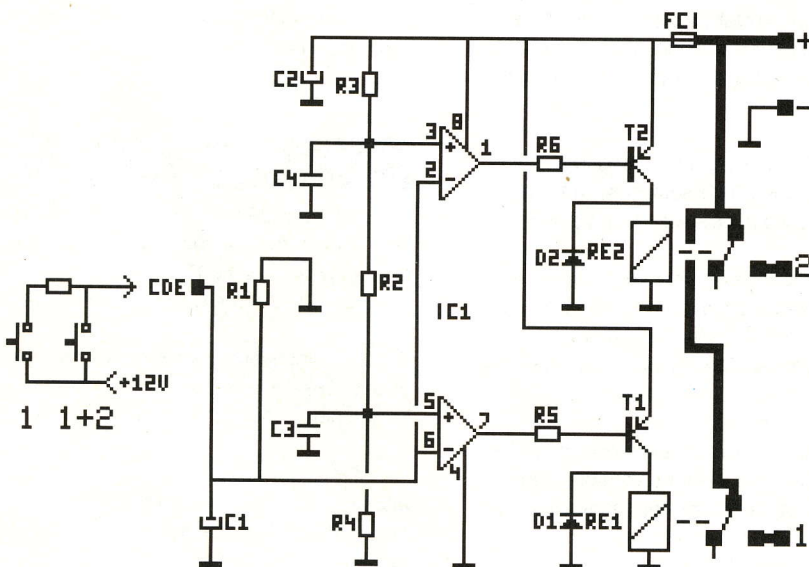 FC1
+
C2
R3
8
T2
-
3
+
1
R6
2
-
C4
D2
RE2
2
CDE
R1
R2
IC1
+12V
1 1+2
T1
5
+
7
R5
C3
6
-
4
C1
R4
D1
RE1
1